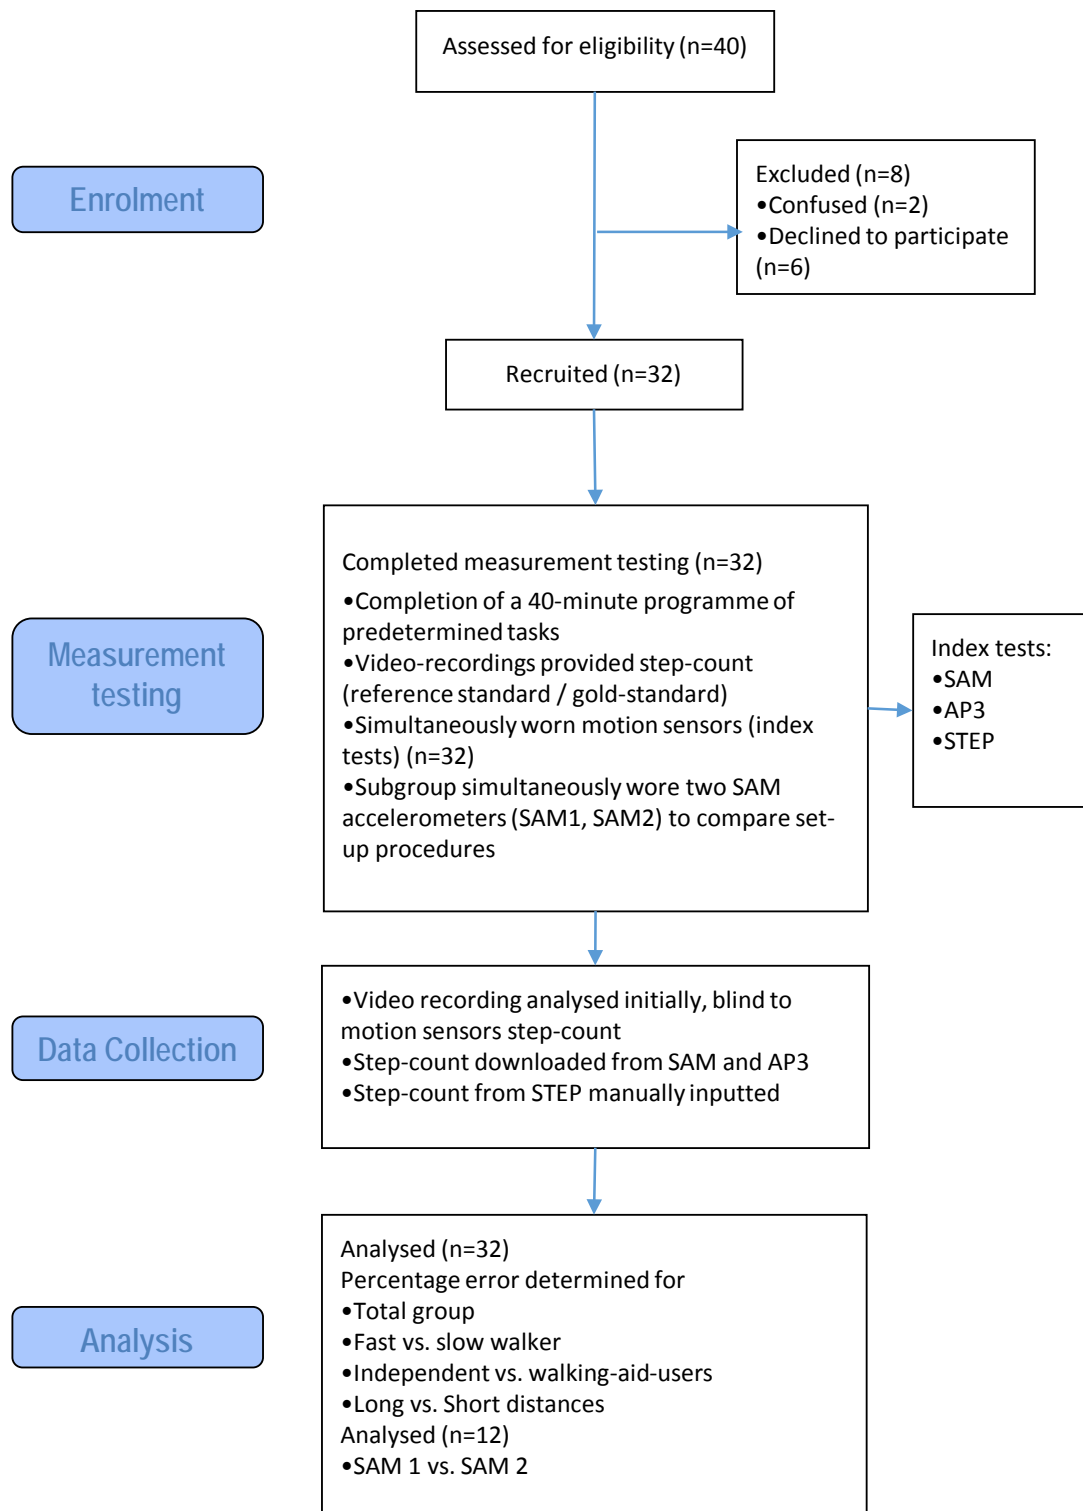 Assessed for eligibility (n=40)
Enrolment
Excluded (n=8)
•Confused (n=2)
•Declined to participate
(n=6)
Recruited (n=32)
Measurement
testing
Completed measurement testing (n=32)
•Completion of a 40-minute programme of
predetermined tasks
•Video-recordings provided step-count
(reference standard / gold-standard)
•Simultaneously worn motion sensors (index
tests) (n=32)
•Subgroup simultaneously wore two SAM
accelerometers (SAM1, SAM2) to compare set-
up procedures
Index tests:
•SAM
•AP3
•STEP
Data Collection
•Video recording analysed initially, blind to
motion sensors step-count
•Step-count downloaded from SAM and AP3
•Step-count from STEP manually inputted
Analysis
Analysed (n=32)
Percentage error determined for
•Total group
•Fast vs. slow walker
•Independent vs. walking-aid-users
•Long vs. Short distances
Analysed (n=12)
•SAM 1 vs. SAM 2